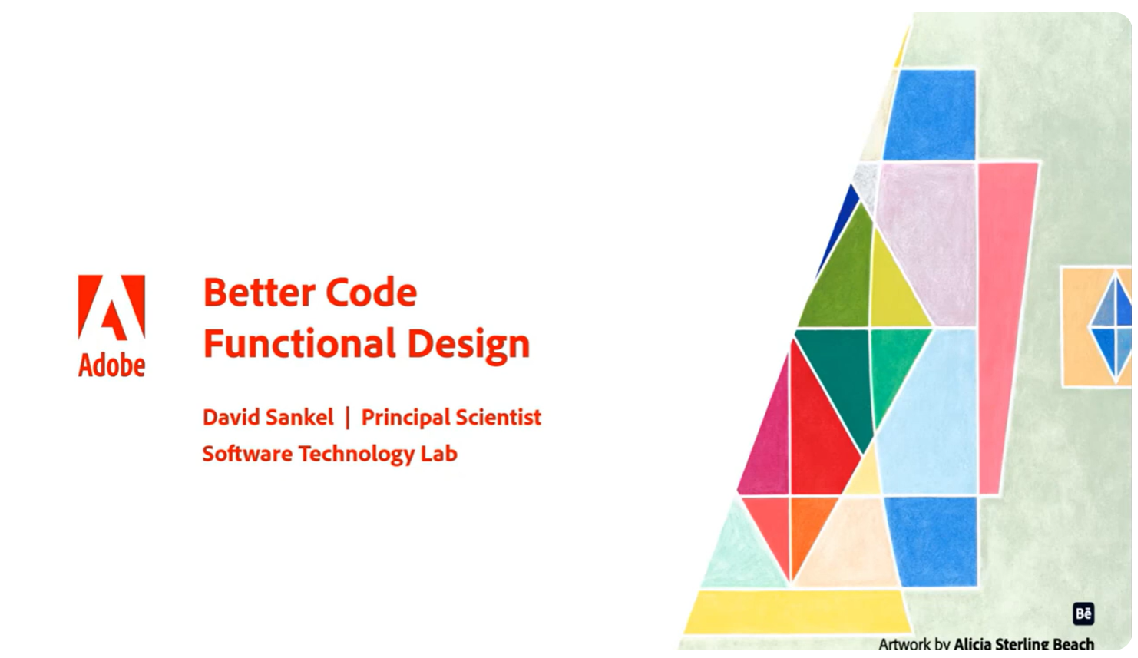 Better Code
Functional Design
Adobe
David Sankel | Principal Scientist
Software Technology Lab
Bē
Artwork by Alicia Sterling Beach